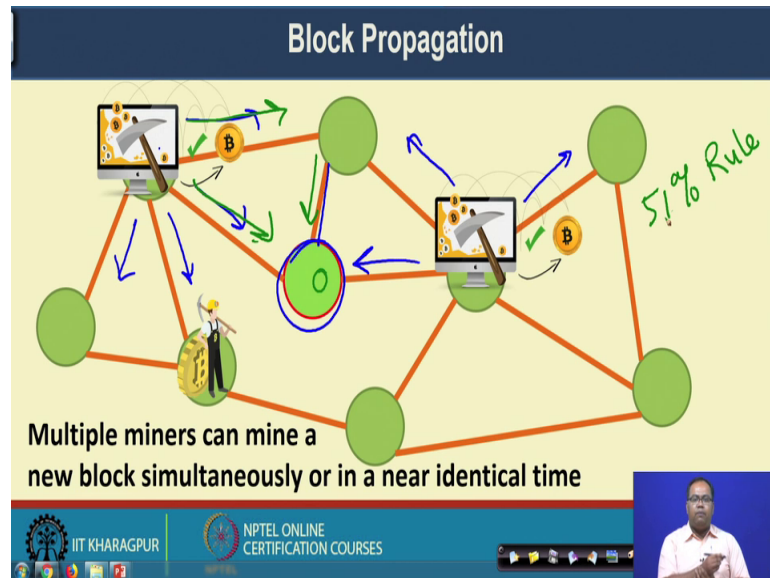 Block Propagation
51% Rule
Multiple miners can mine a
new block simultaneously or in a near identical time
IIT KHARAGPUR
NPTEL ONLINE
CERTIFICATION COURSES
NPTEL